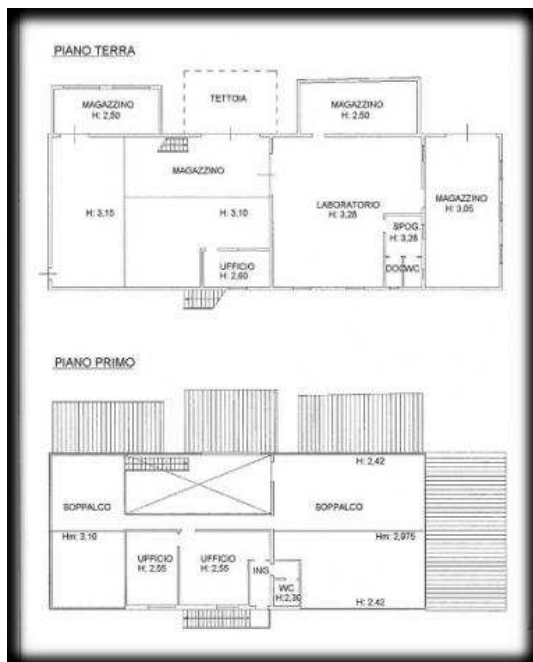 PIANO TERRA
MAGAZZINO
H: 2,50
TETTOIA
MAGAZZINO
H: 2,50
MAGAZZINO
H: 3,15
H: 3,10
LABORATORIO
H: 3,28
MAGAZZINO
H: 3,05
SPOG.
H: 3,28
UFFICIO
H: 2,60
DOC
WC
PIANO PRIMO
H: 2,42
SOPPALCO
SOPPALCO
Hm: 3,10
Hm: 2,975
UFFICIO
H: 2,55
UFFICIO
H: 2,55
ING
WC
H:2,30
H: 2,42